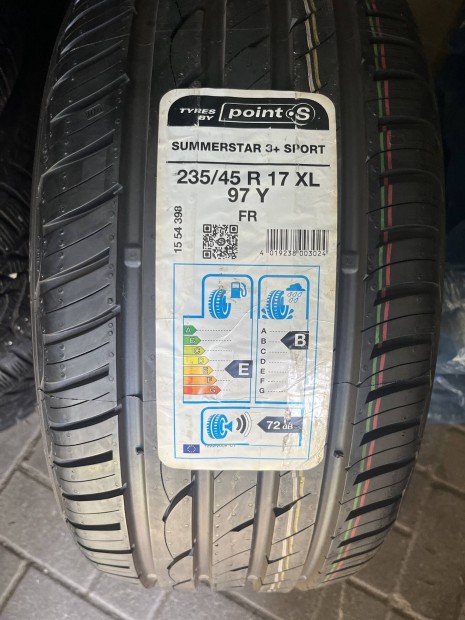 TYRES BY point S
SUMMERSTAR 3+ SPORT
235/45 R 17 XL
97 Y
FR
15 54 398
4 019238 003024
A
B
C
D
E
F
G
E
A
B
C
D
E
F
G
B
72 dB